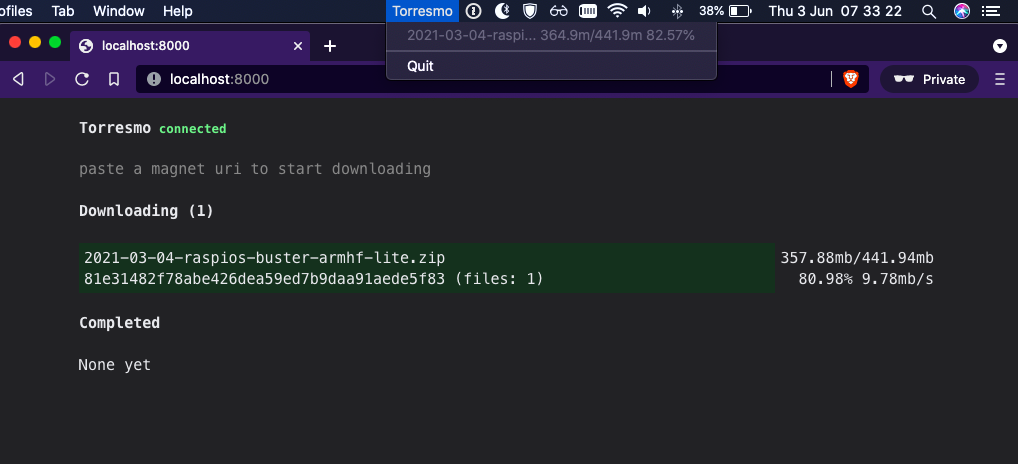 ofiles Tab Window Help Torresmo 38% Thu 3 Jun 07 33 22
2021-03-04-raspi... 364.9m/441.9m 82.57%
Quit
localhost:8000
localhost:8000 Private
Torresmo connected
paste a magnet uri to start downloading
Downloading (1)
2021-03-04-raspios-buster-armhf-lite.zip 357.88mb/441.94mb
81e31482f78abe426dea59ed7b9daa91aede5f83 (files: 1) 80.98% 9.78mb/s
Completed
None yet